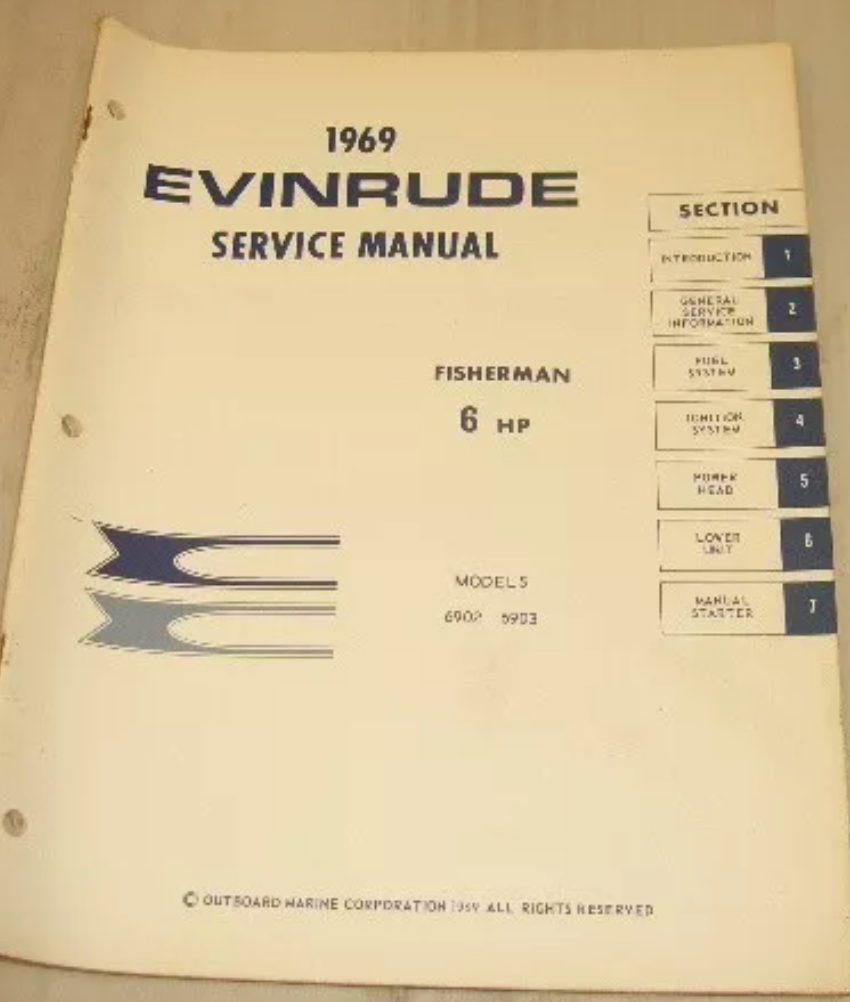 1969
EVINRUDE
SERVICE MANUAL
FISHERMAN
6 HP
MODELS
6902 6903
SECTION
INTRODUCTION 1
GENERAL
SERVICE
INFORMATION 2
FUEL
SYSTEM 3
IGNITION
SYSTEM 4
POWER
HEAD 5
LOWER
UNIT 6
MANUAL
STARTER 7
© OUTBOARD MARINE CORPORATION 1969 ALL RIGHTS RESERVED